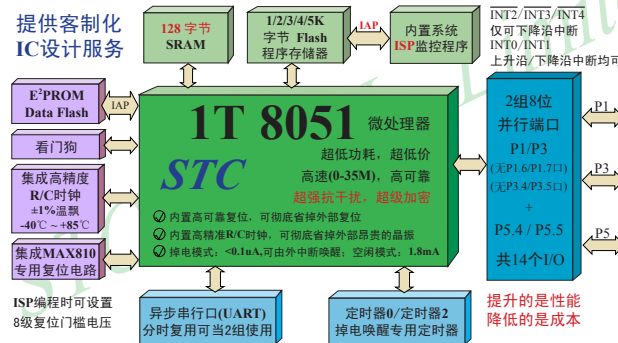 提供客制化
IC设计服务
128 字节
SRAM
1/2/3/4/5K
字节 Flash
程序存储器
IAP
内置系统
ISP监控程序
INT2/INT3/INT4
仅可下降沿中断
INT0/INT1
上升沿/下降沿中断均可
E²PROM
Data Flash
IAP
看门狗
集成高精度
R/C时钟
±1%温飘
-40℃ ~ +85℃
集成MAX810
专用复位电路
ISP编程时可设置
8级复位门槛电压
1T 8051 微处理器
STC
超低功耗，超低价
高速(0-35M)，高可靠
超强抗干扰，超级加密
内置高可靠复位，可彻底省掉外部复位
内置高精准R/C时钟，可彻底省掉外部昂贵的晶振
掉电模式：<0.1uA,可由外中断唤醒；空闲模式：1.8mA
2组8位
并行端口
P1/P3
(无P1.6/P1.7口)
(无P3.4/P3.5口)
+
P5.4 / P5.5
共14个I/O
P1
P3
P5
异步串行口(UART)
分时复用可当2组使用
定时器0/定时器2
掉电唤醒专用定时器
提升的是性能
降低的是成本